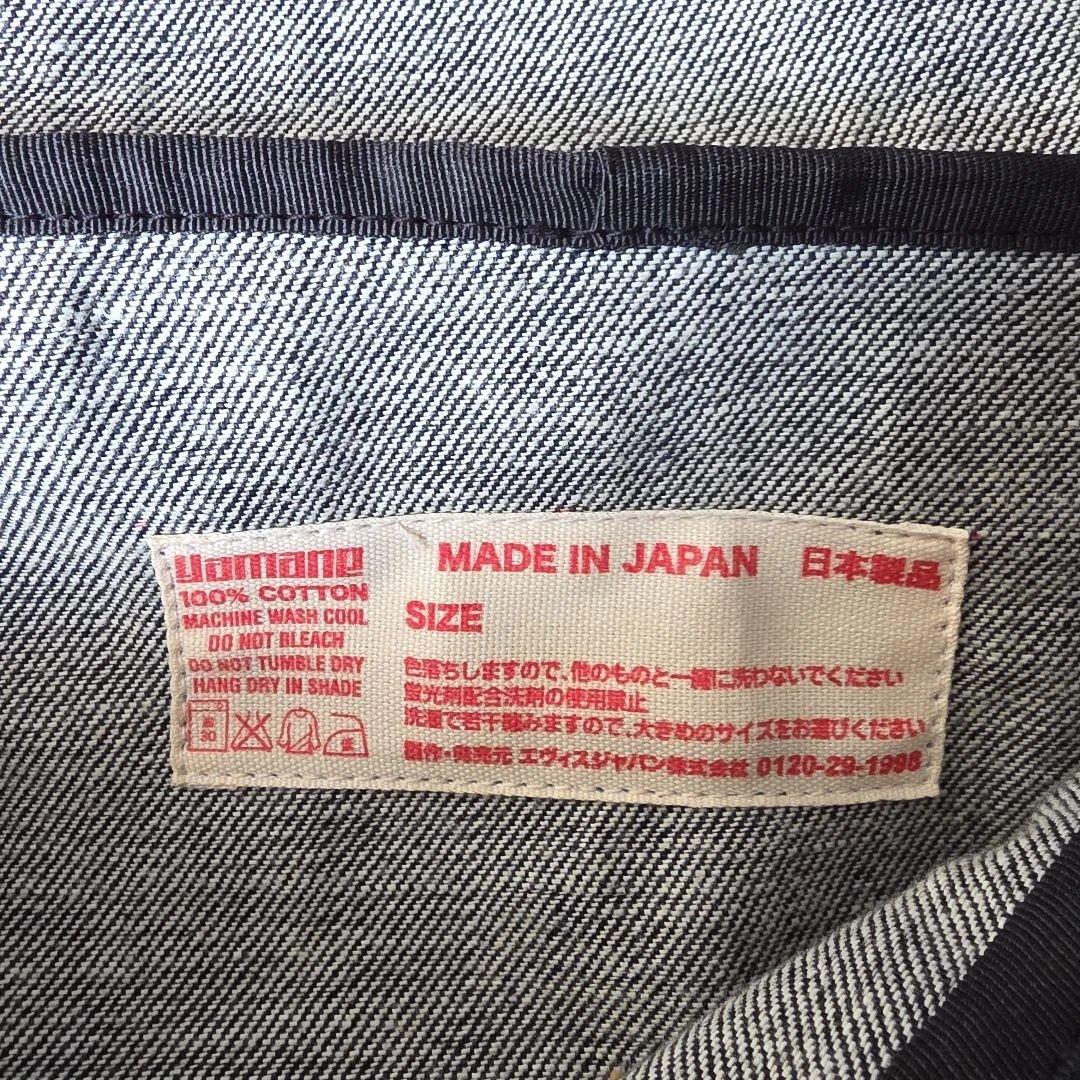 Yamane
100% COTTON
MACHINE WASH COOL
DO NOT BLEACH
DO NOT TUMBLE DRY
HANG DRY IN SHADE
MADE IN JAPAN 日本製品
SIZE
色落ちしますので、他のものと一緒に洗わないでください
蛍光剤配合洗剤の使用禁止
洗濯で若干縮みますので、大きめのサイズをお選びください
製作・発売元 エヴィスジャパン株式会社 0120-29-1998